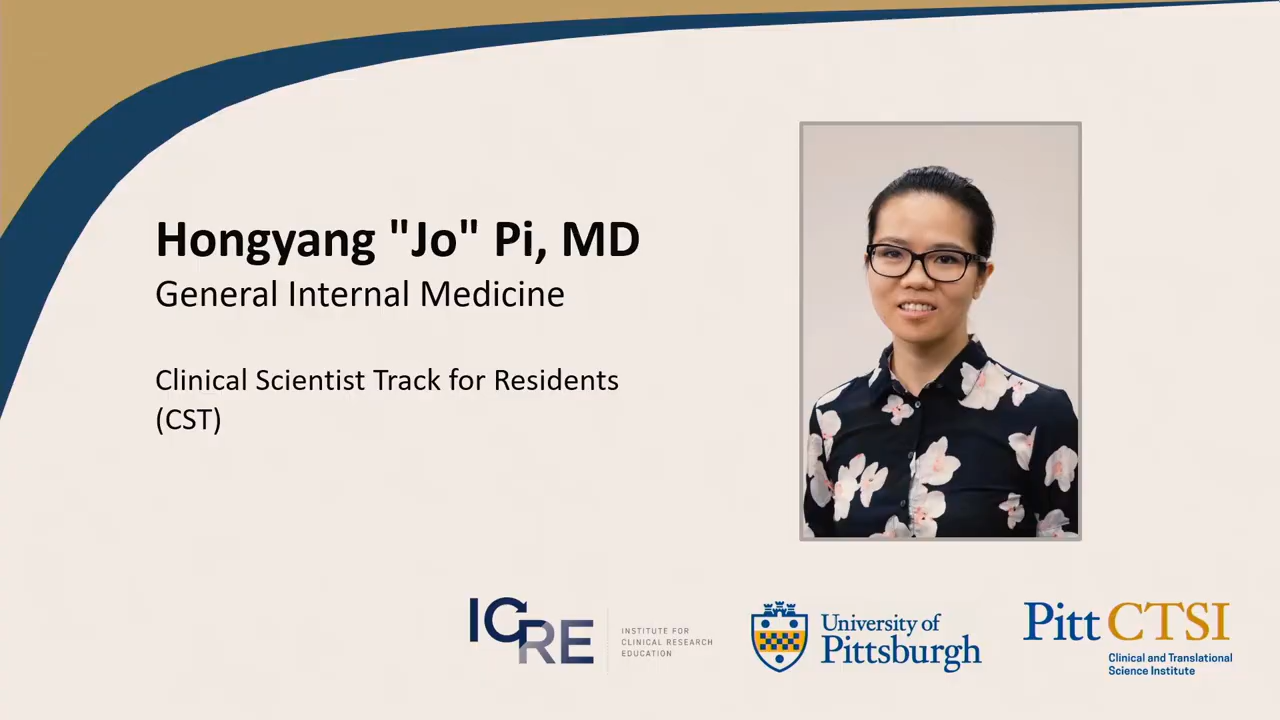 Hongyang "Jo" Pi, MD
General Internal Medicine
Clinical Scientist Track for Residents
(CST)
ICRE
INSTITUTE FOR
CLINICAL RESEARCH
EDUCATION
University of
Pittsburgh
Pitt CTSI
Clinical and Translational
Science Institute